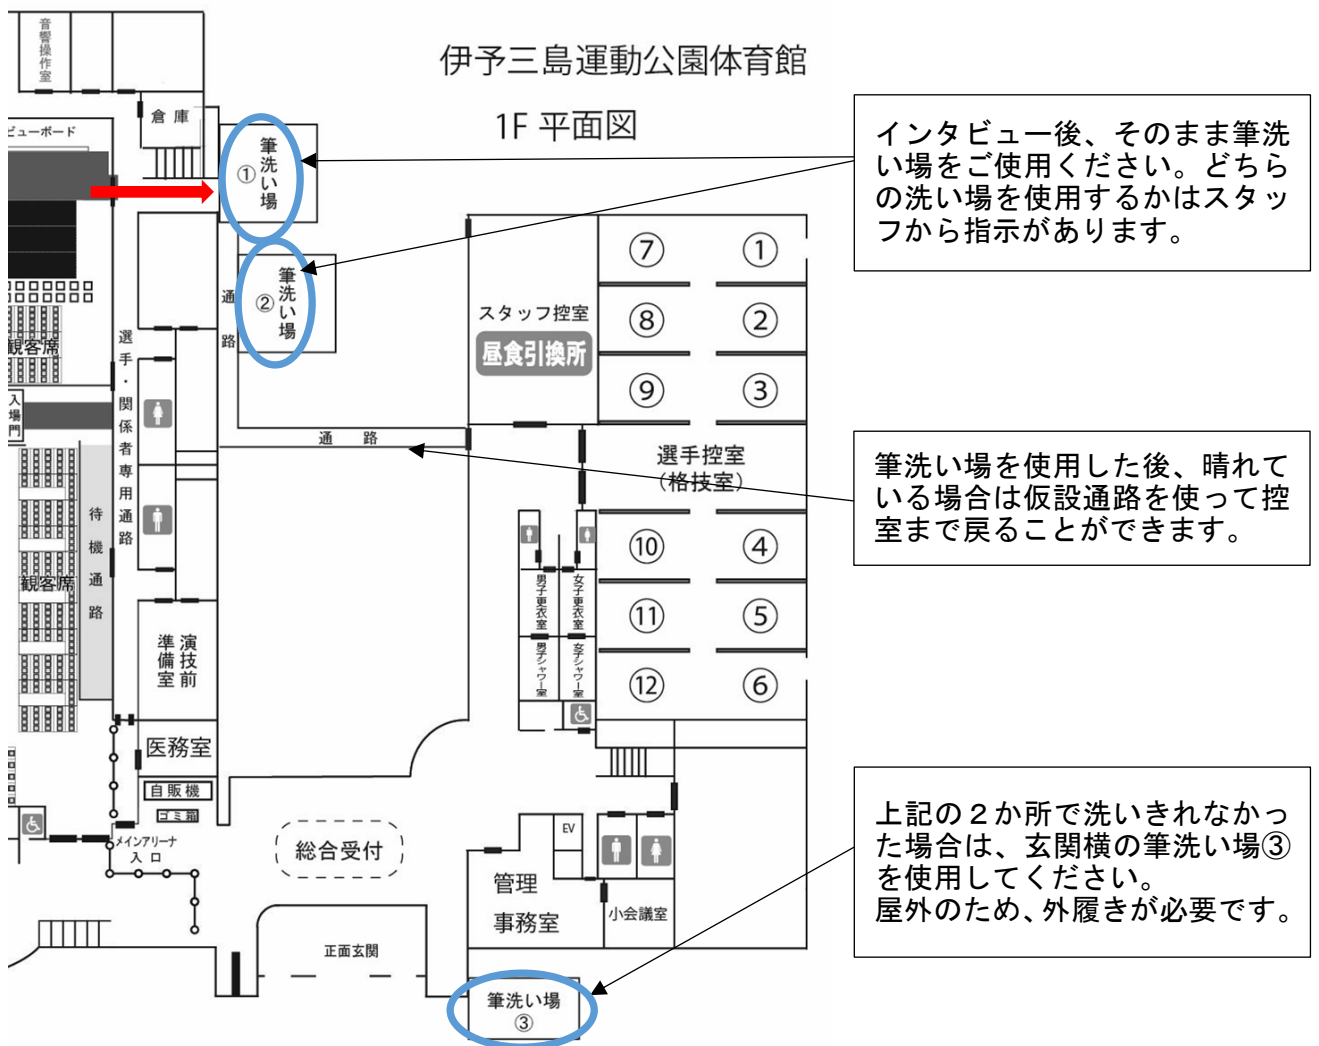 伊予三島運動公園体育館
1F 平面図
音響操作室
倉庫
ビューボード
筆洗い場
①
筆洗い場
②
インタビュー後、そのまま筆洗
い場をご使用ください。どちら
の洗い場を使用するかはスタッ
フから指示があります。
通路
スタッフ控室
昼食引換所
⑦
①
⑧
②
⑨
③
観客席
入場門
選手・関係者専用通路
通 路
選手控室
(格技室)
筆洗い場を使用した後、晴れて
いる場合は仮設通路を使って控
室まで戻ることができます。
⑩
④
⑪
⑤
⑫
⑥
待機通路
観客席
男子更衣室
女子更衣室
男子シャワー室
女子シャワー室
演技前
準備室
医務室
自販機
ゴミ箱
メインアリーナ
入口
総合受付
EV
管理
事務室
小会議室
正面玄関
上記の２か所で洗いきれなかっ
た場合は、玄関横の筆洗い場③
を使用してください。
屋外のため、外履きが必要です。
筆洗い場
③